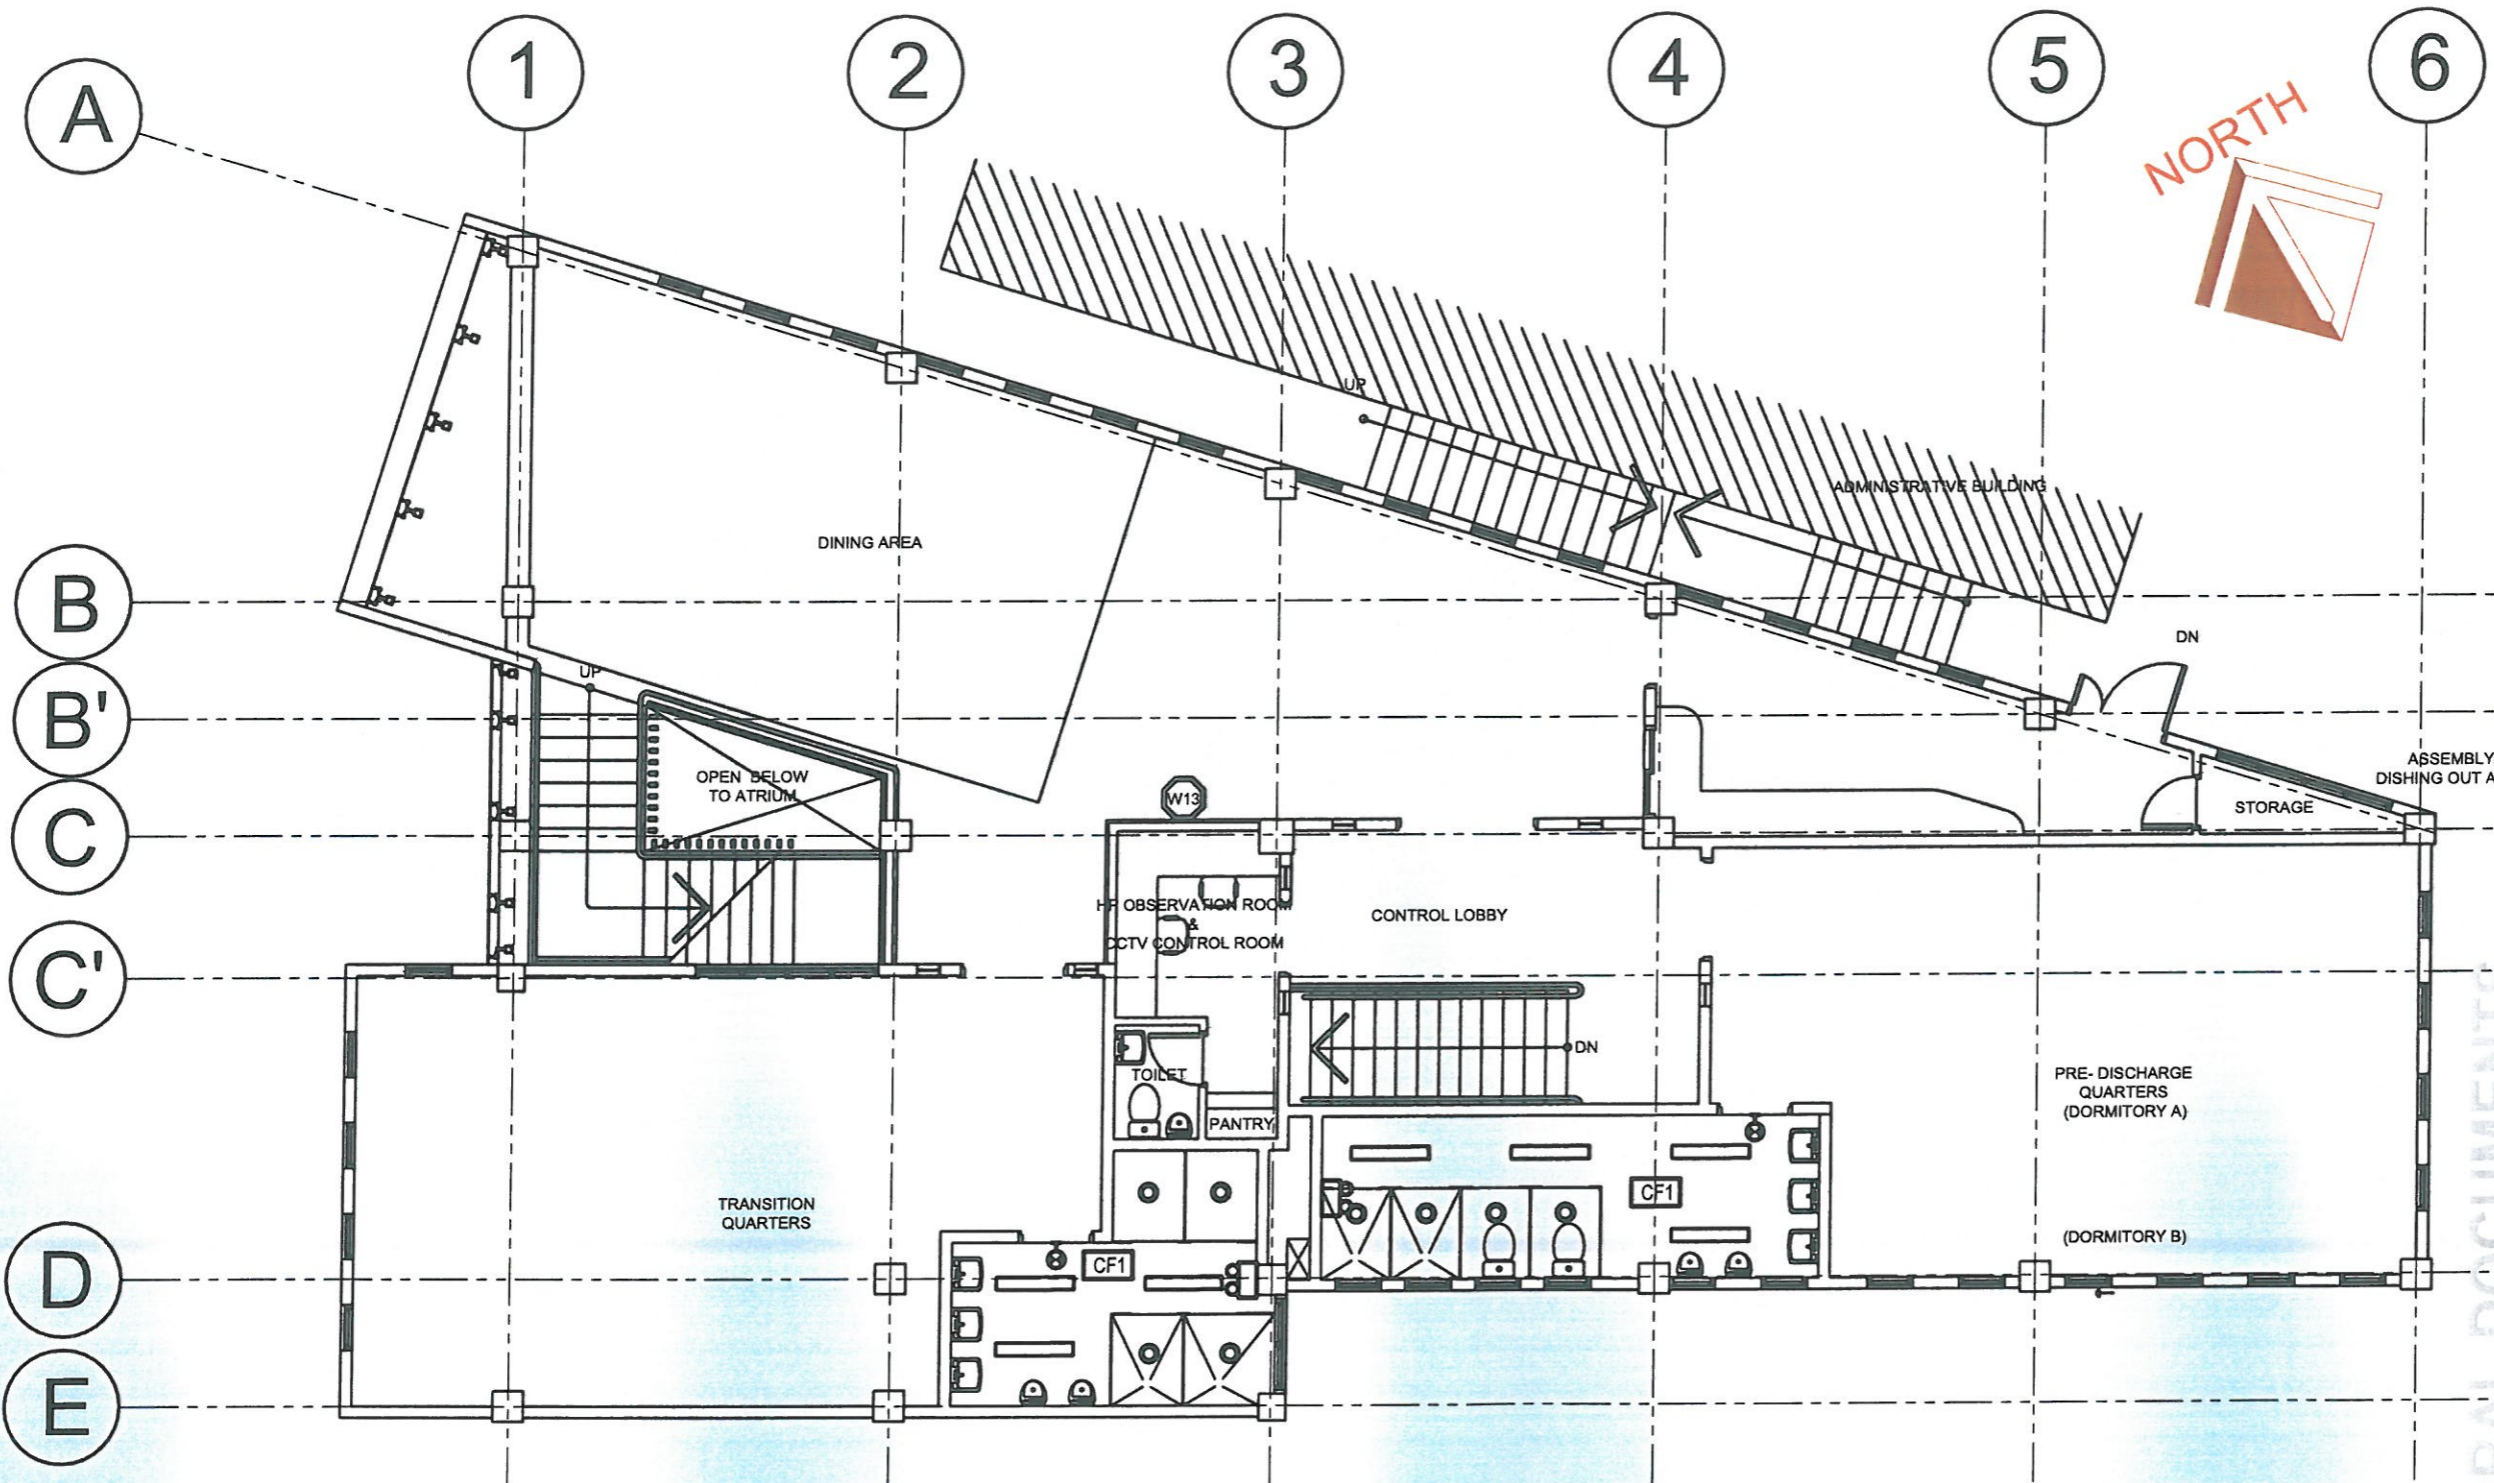 1
2
3
4
5
6
A
NORTH
UP
ADMINISTRATIVE BUILDING
DINING AREA
B
DN
UP
B'
OPEN BELOW
TO ATRIUM
W13
ASSEMBLY
DISHING OUT A
STORAGE
C
HP OBSERVATION ROOM
&
CCTV CONTROL ROOM
CONTROL LOBBY
C'
DN
TOILET
PANTRY
PRE- DISCHARGE
QUARTERS
(DORMITORY A)
CF1
TRANSITION
QUARTERS
(DORMITORY B)
CF1
D
E